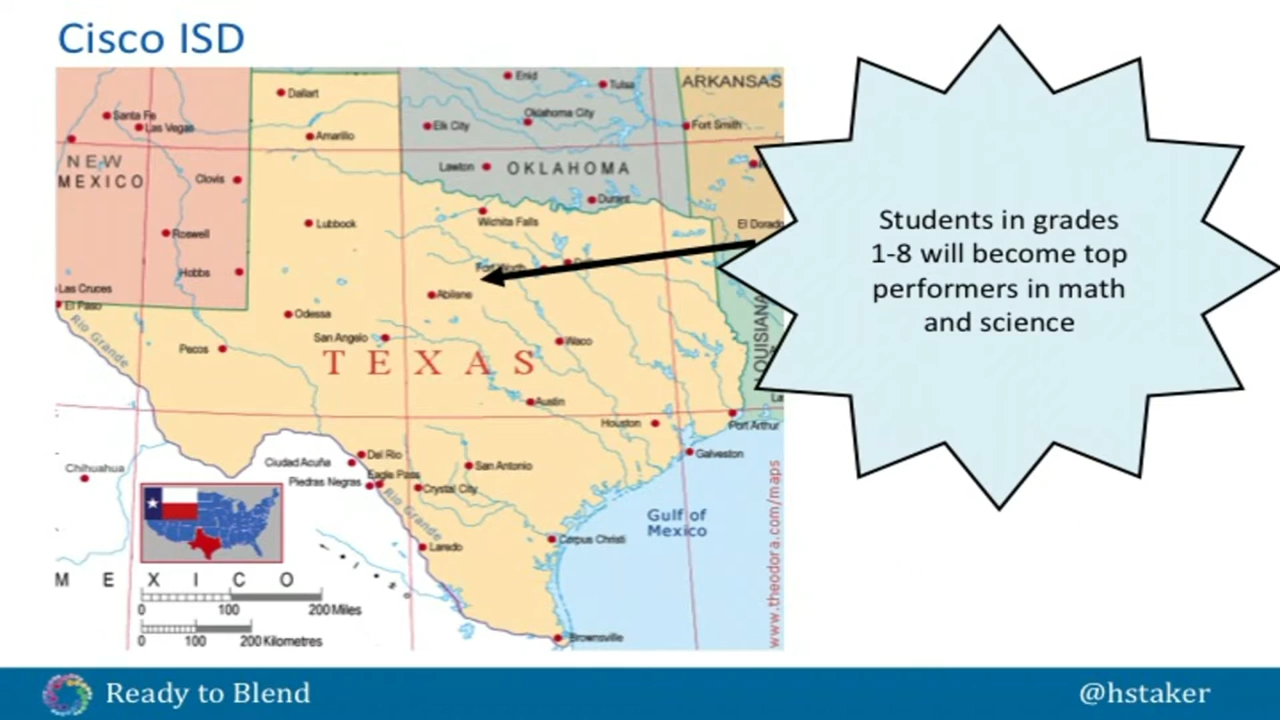 Cisco ISD
ARKANSAS
Enid
Tulsa
Dallart
Oklahoma City
Santa Fe
Las Vegas
Amarillo
Elk City
Fort Smith
NEW
MEXICO
Lawton
OKLAHOMA
Clovis
Durant
Wichita Falls
Lubbock
El Dorado
Roswell
Hobbs
Las Cruces
El Paso
Abilene
Odessa
San Angelo
Waco
Pecos
TEXAS
Rio Grande
Austin
Houston
Port Arthur
Galveston
Del Rio
Ciudad Acuña
San Antonio
Eagle Pass
Piedras Negras
Crystal City
Chihuahua
Rio Grande
Gulf of
Mexico
Corpus Christi
Laredo
MEXICO
0 100 200 Miles
0 100 200 Kilometres
Brownsville
www.theodora.com/maps
Students in grades
1-8 will become top
performers in math
and science
Ready to Blend
@hstaker